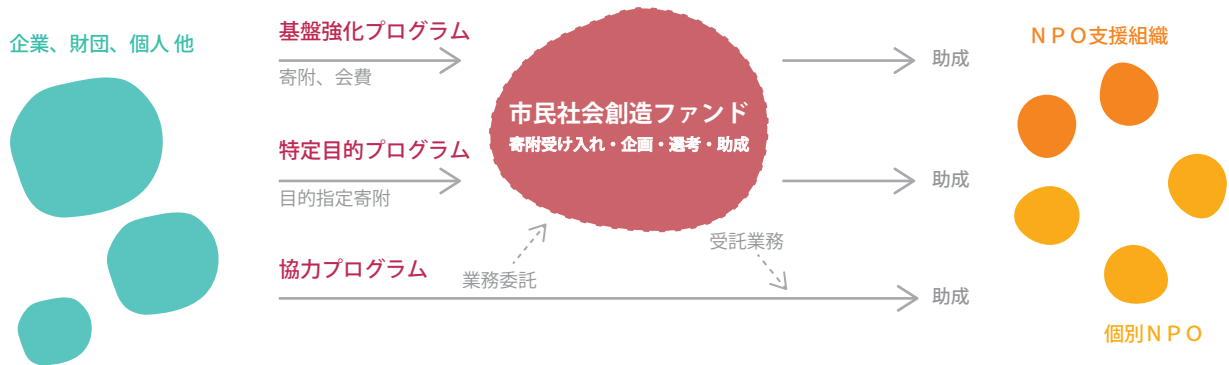 企業、財団、個人 他
基盤強化プログラム
寄附、会費
特定目的プログラム
目的指定寄附
協力プログラム
業務委託
市民社会創造ファンド
寄附受け入れ・企画・選考・助成
受託業務
助成
助成
助成
ＮＰＯ支援組織
個別ＮＰＯ